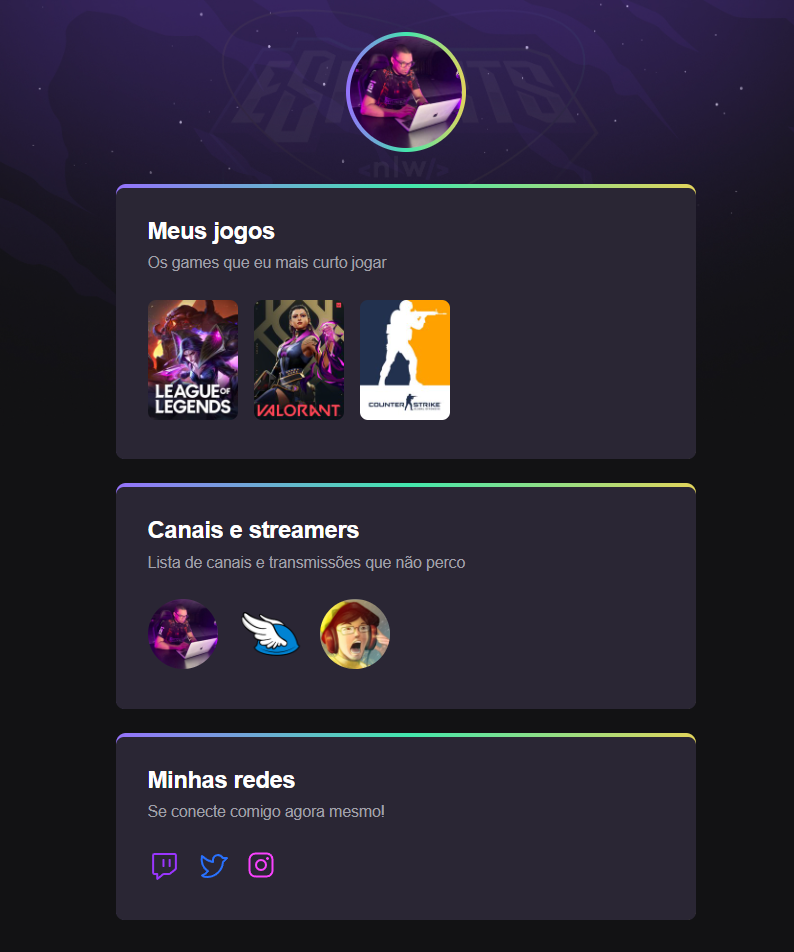 ESPORTS
<nlw/>
Meus jogos
Os games que eu mais curto jogar
LEAGUE OF
LEGENDS
VALORANT
COUNTER STRIKE
Canais e streamers
Lista de canais e transmissões que não perco
Minhas redes
Se conecte comigo agora mesmo!